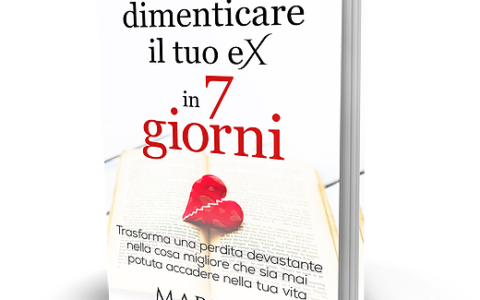 dimenticare
il tuo eX
in 7
giorni
Trasforma una perdita devastante
nella cosa migliore che sia mai
potuta accadere nella tua vita